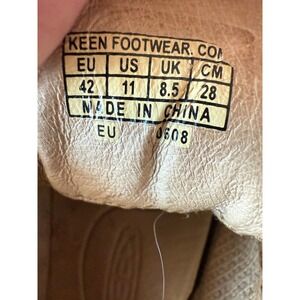 KEEN FOOTWEAR. COM
EU US UK CM
42 11 8.5 28
MADE IN CHINA
EU 0608